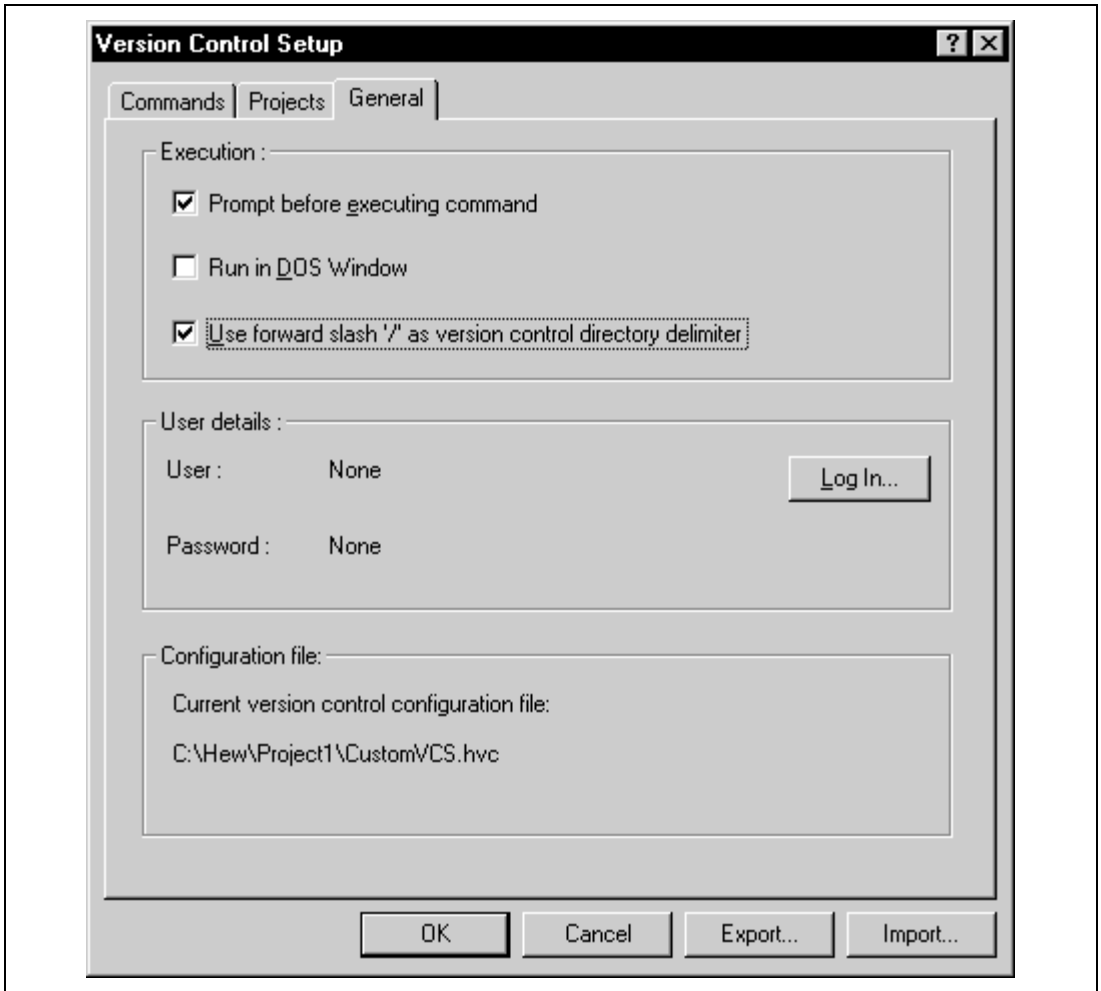 Version Control Setup
Commands Projects General
Execution :
Prompt before executing command
Run in DOS Window
Use forward slash '/' as version control directory delimiter
User details :
User : None
Log In...
Password : None
Configuration file:
Current version control configuration file:
C:\Hew\Project1\CustomVCS.hvc
OK Cancel Export... Import...